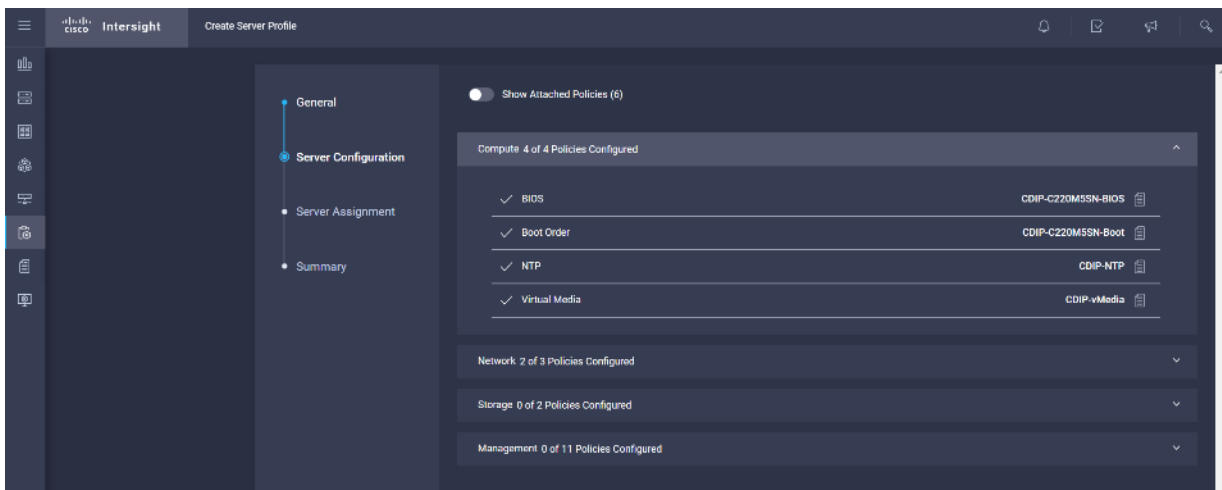 cisco Intersight
Create Server Profile
General
Server Configuration
Server Assignment
Summary
Show Attached Policies (6)
Compute 4 of 4 Policies Configured
BIOS CDIP-C220M5SN-BIOS
Boot Order CDIP-C220M5SN-Boot
NTP CDIP-NTP
Virtual Media CDIP-vMedia
Network 2 of 3 Policies Configured
Storage 0 of 2 Policies Configured
Management 0 of 11 Policies Configured